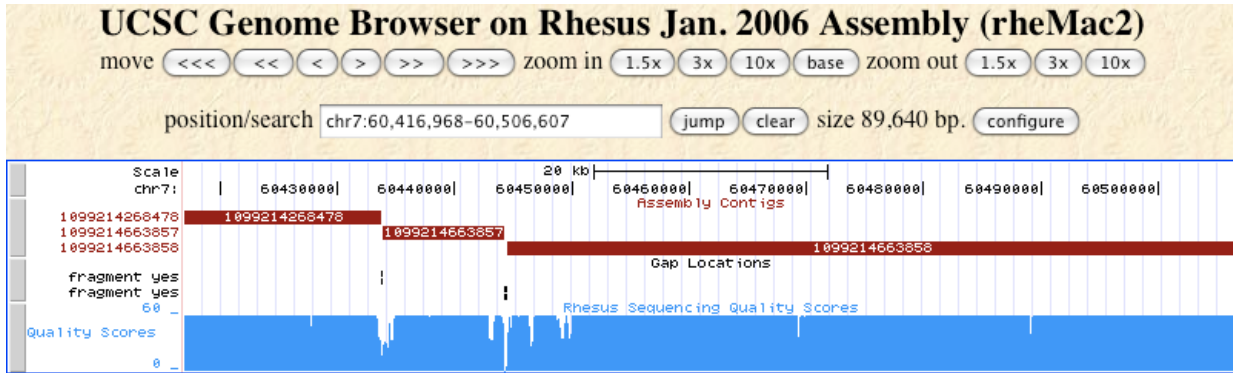 UCSC Genome Browser on Rhesus Jan. 2006 Assembly (rheMac2)
move <<< << < > >> >>> zoom in 1.5x 3x 10x base zoom out 1.5x 3x 10x
position/search chr7:60,416,968-60,506,607 jump clear size 89,640 bp. configure
Scale 20 kb
chr7: 60430000 60440000 60450000 60460000 60470000 60480000 60490000 60500000
Assembly Contigs
1099214268478 1099214268478
1099214663857 1099214663857
1099214663858 1099214663858
Gap Locations
fragment yes
fragment yes
60 Rhesus Sequencing Quality Scores
Quality Scores
0